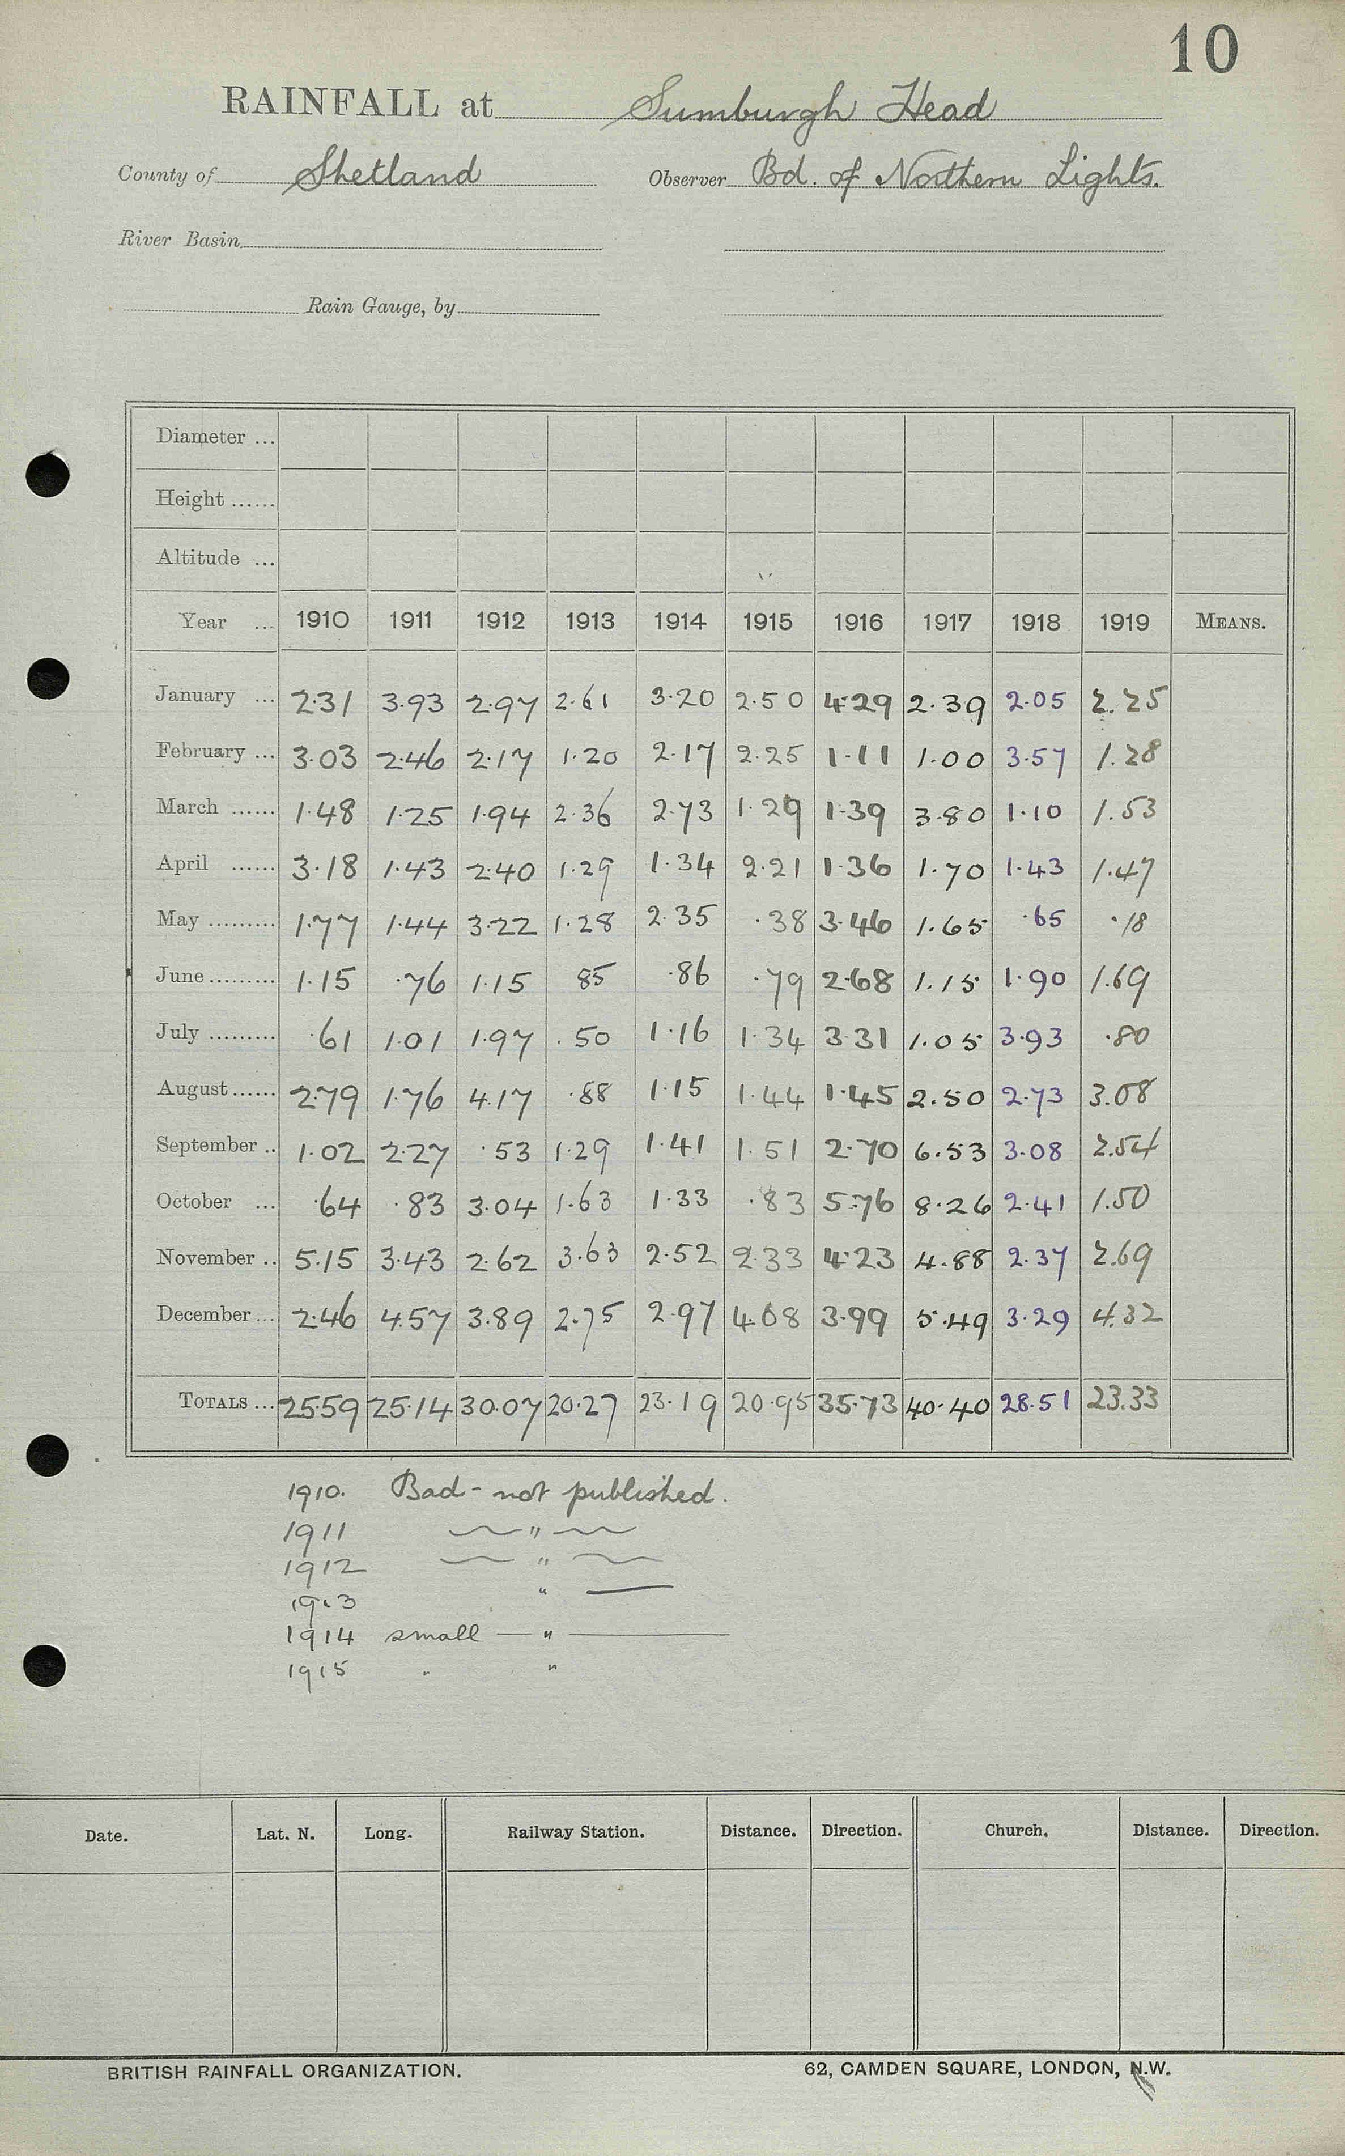 10
RAINFALL at Sumburgh Head
County of Shetland Observer Bd. of Northern Lights.
River Basin
Rain Gauge, by
Diameter ...
Height ......
Altitude ...
Year ... 1910 1911 1912 1913 1914 1915 1916 1917 1918 1919 MEANS.
January ... 2.31 3.93 2.97 2.61 3.20 2.50 4.29 2.39 2.05 2.25
February ... 3.03 2.46 2.17 1.20 2.17 2.25 1.11 1.00 3.57 1.28
March ...... 1.48 1.25 1.94 2.36 2.73 1.29 1.39 3.80 1.10 1.53
April ...... 3.18 1.43 2.40 1.29 1.34 2.21 1.36 1.70 1.43 1.47
May ......... 1.77 1.44 3.22 1.28 2.35 .38 3.46 1.65 .65 .18
June ......... 1.15 .76 1.15 85 .86 .79 2.68 1.15 1.90 1.69
July ......... .61 1.01 1.97 .50 1.16 1.34 3.31 1.05 3.93 .80
August ...... 2.79 1.76 4.17 .88 1.15 1.44 1.45 2.50 2.73 3.08
September .. 1.02 2.27 .53 1.29 1.41 1.51 2.70 6.53 3.08 2.54
October ... .64 .83 3.04 1.63 1.33 .83 5.76 8.26 2.41 1.50
November .. 5.15 3.43 2.62 3.63 2.52 2.33 4.23 4.88 2.37 2.69
December ... 2.46 4.57 3.89 2.75 2.97 4.08 3.99 5.49 3.29 4.32
TOTALS ... 25.59 25.14 30.07 20.27 23.19 20.95 35.73 40.40 28.51 23.33
1910. Bad - not published.
1911 "
1912 "
1913 " —
1914 small — " —
1915 " "
Date. Lat. N. Long. Railway Station. Distance. Direction. Church. Distance. Direction.
BRITISH RAINFALL ORGANIZATION. 62, CAMDEN SQUARE, LONDON, N.W.